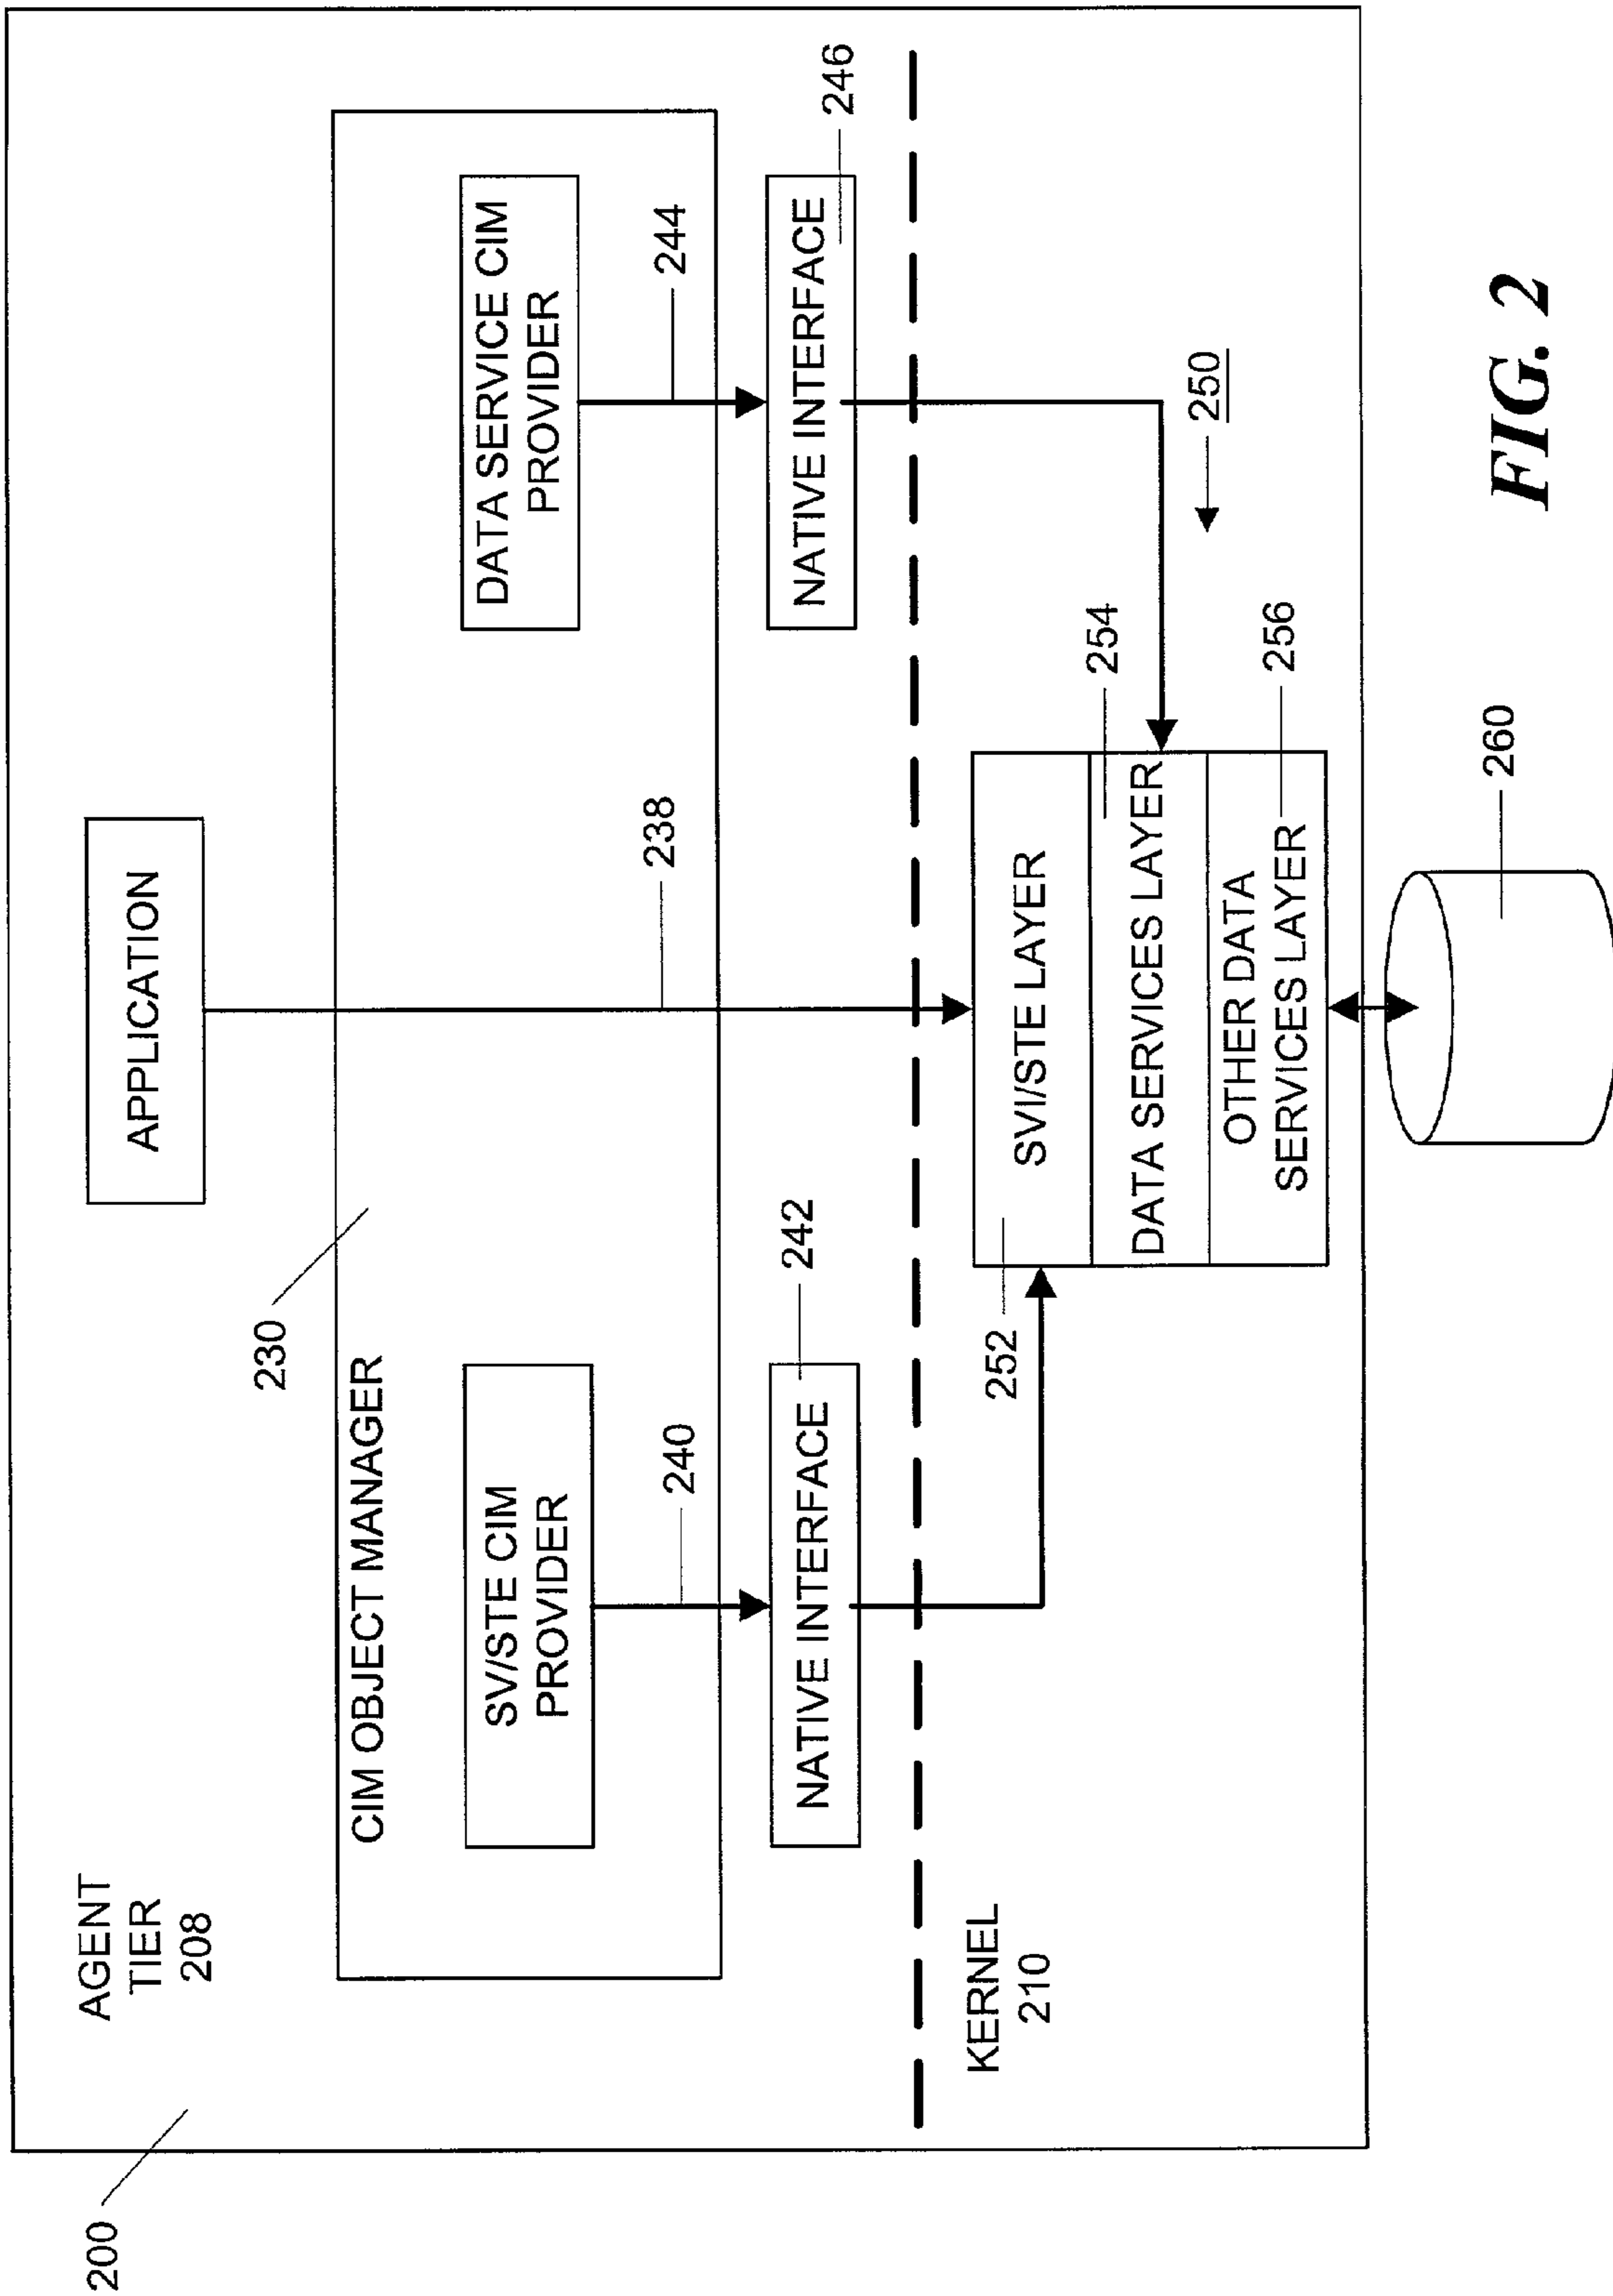 200
AGENT
TIER
208
APPLICATION
230
CIM OBJECT MANAGER
SV/STE CIM
PROVIDER
DATA SERVICE CIM
PROVIDER
240
238
244
NATIVE INTERFACE
242
NATIVE INTERFACE
246
KERNEL
210
252
SVI/STE LAYER
254
DATA SERVICES LAYER
250
OTHER DATA
SERVICES LAYER
256
260
FIG. 2